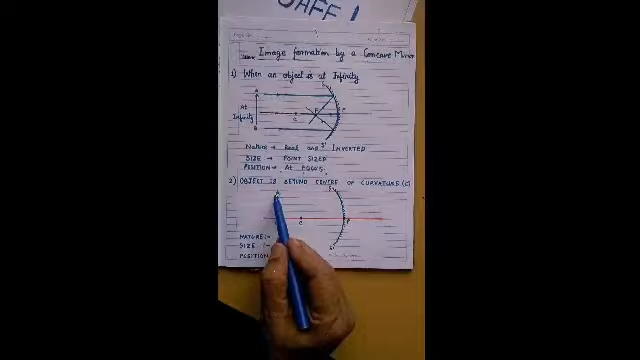 Image formation by a Concave Mirror
1) When an object is at Infinity
S
A
At
Infinity
C
F
P
B
S'
NATURE → Real and INVERTED
SIZE → POINT SIZED
POSITION → At FOCUS.
2) OBJECT IS BEHIND CENTRE OF CURVATURE (C)
S
A
C
P
S'
NATURE :-
SIZE :-
POSITION